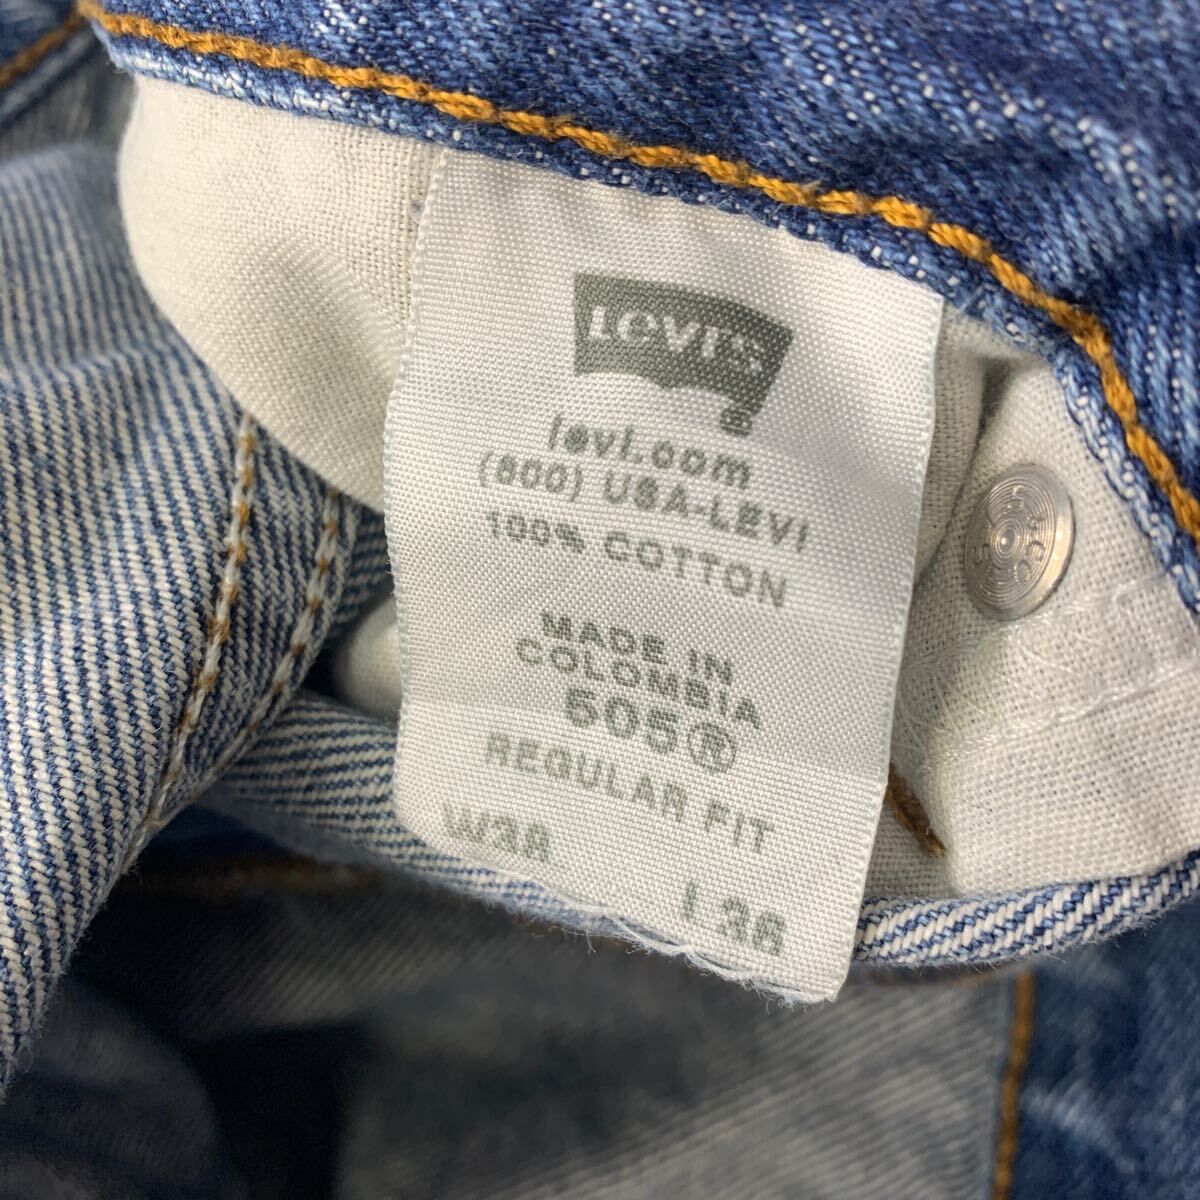 LEVI'S
®
levi.com
(800) USA-LEVI
100% COTTON
MADE IN
COLOMBIA
505®
REGULAR FIT
W38 L36